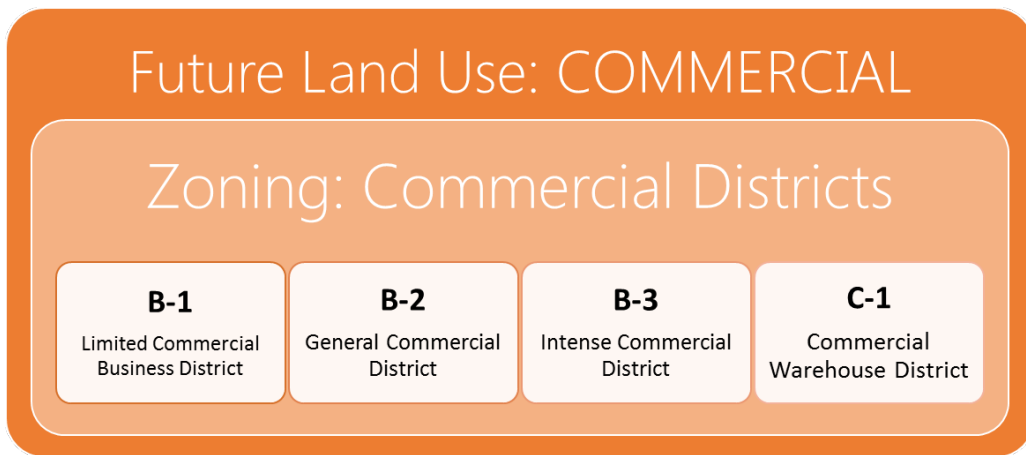 Future Land Use: COMMERCIAL
Zoning: Commercial Districts
B-1
Limited Commercial
Business District
B-2
General Commercial
District
B-3
Intense Commercial
District
C-1
Commercial
Warehouse District